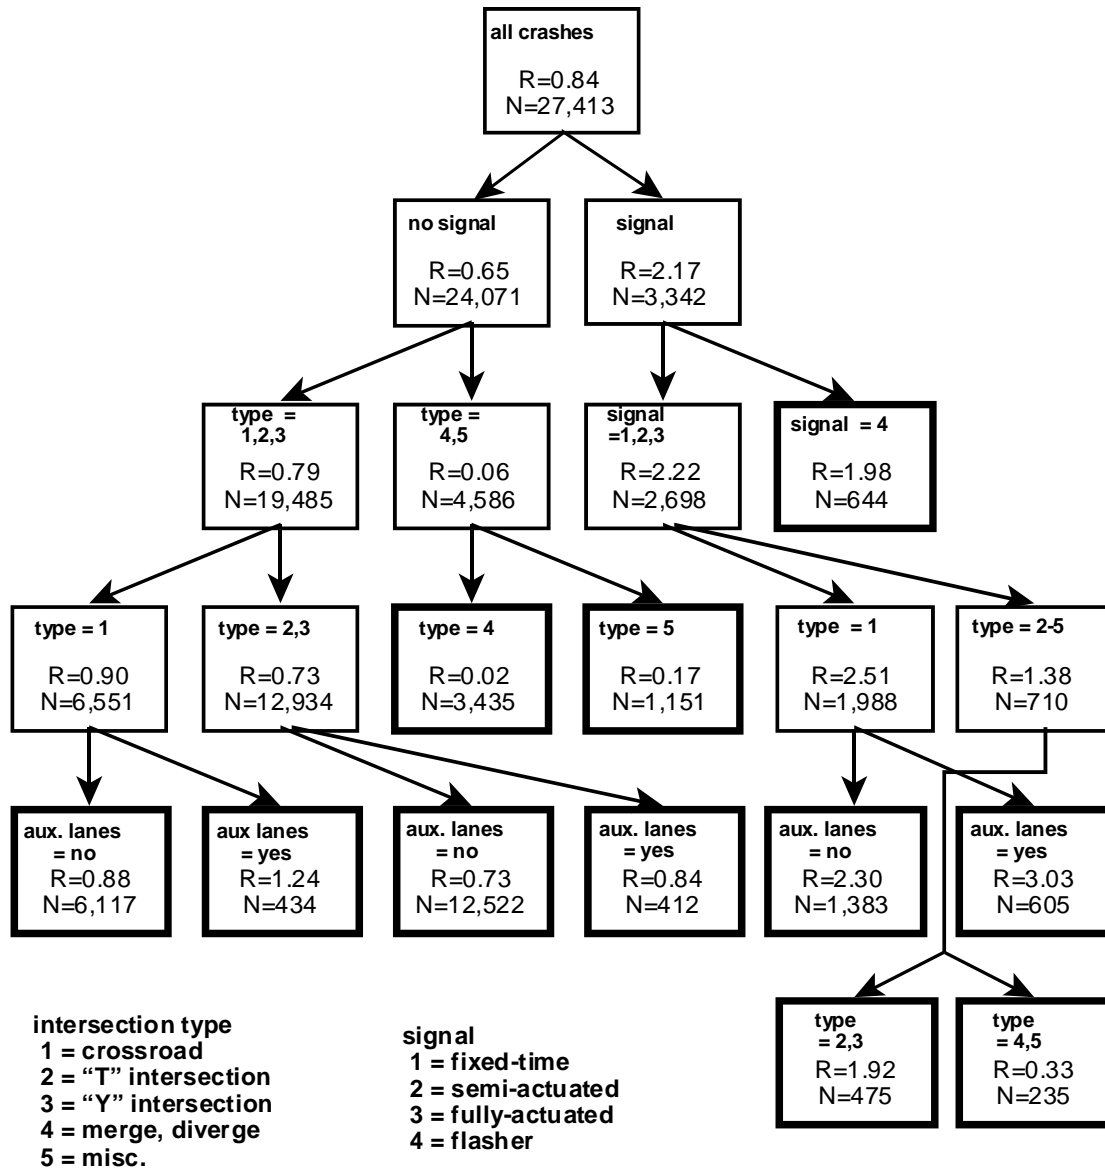 all crashes
R=0.84
N=27,413
no signal
R=0.65
N=24,071
signal
R=2.17
N=3,342
type =
1,2,3
R=0.79
N=19,485
type =
4,5
R=0.06
N=4,586
signal
=1,2,3
R=2.22
N=2,698
signal = 4
R=1.98
N=644
type = 1
R=0.90
N=6,551
type = 2,3
R=0.73
N=12,934
type = 4
R=0.02
N=3,435
type = 5
R=0.17
N=1,151
type = 1
R=2.51
N=1,988
type = 2-5
R=1.38
N=710
aux. lanes
= no
R=0.88
N=6,117
aux lanes
= yes
R=1.24
N=434
aux. lanes
= no
R=0.73
N=12,522
aux. lanes
= yes
R=0.84
N=412
aux. lanes
= no
R=2.30
N=1,383
aux. lanes
= yes
R=3.03
N=605
type
= 2,3
R=1.92
N=475
type
= 4,5
R=0.33
N=235
intersection type
1 = crossroad
2 = “T” intersection
3 = “Y” intersection
4 = merge, diverge
5 = misc.
signal
1 = fixed-time
2 = semi-actuated
3 = fully-actuated
4 = flasher